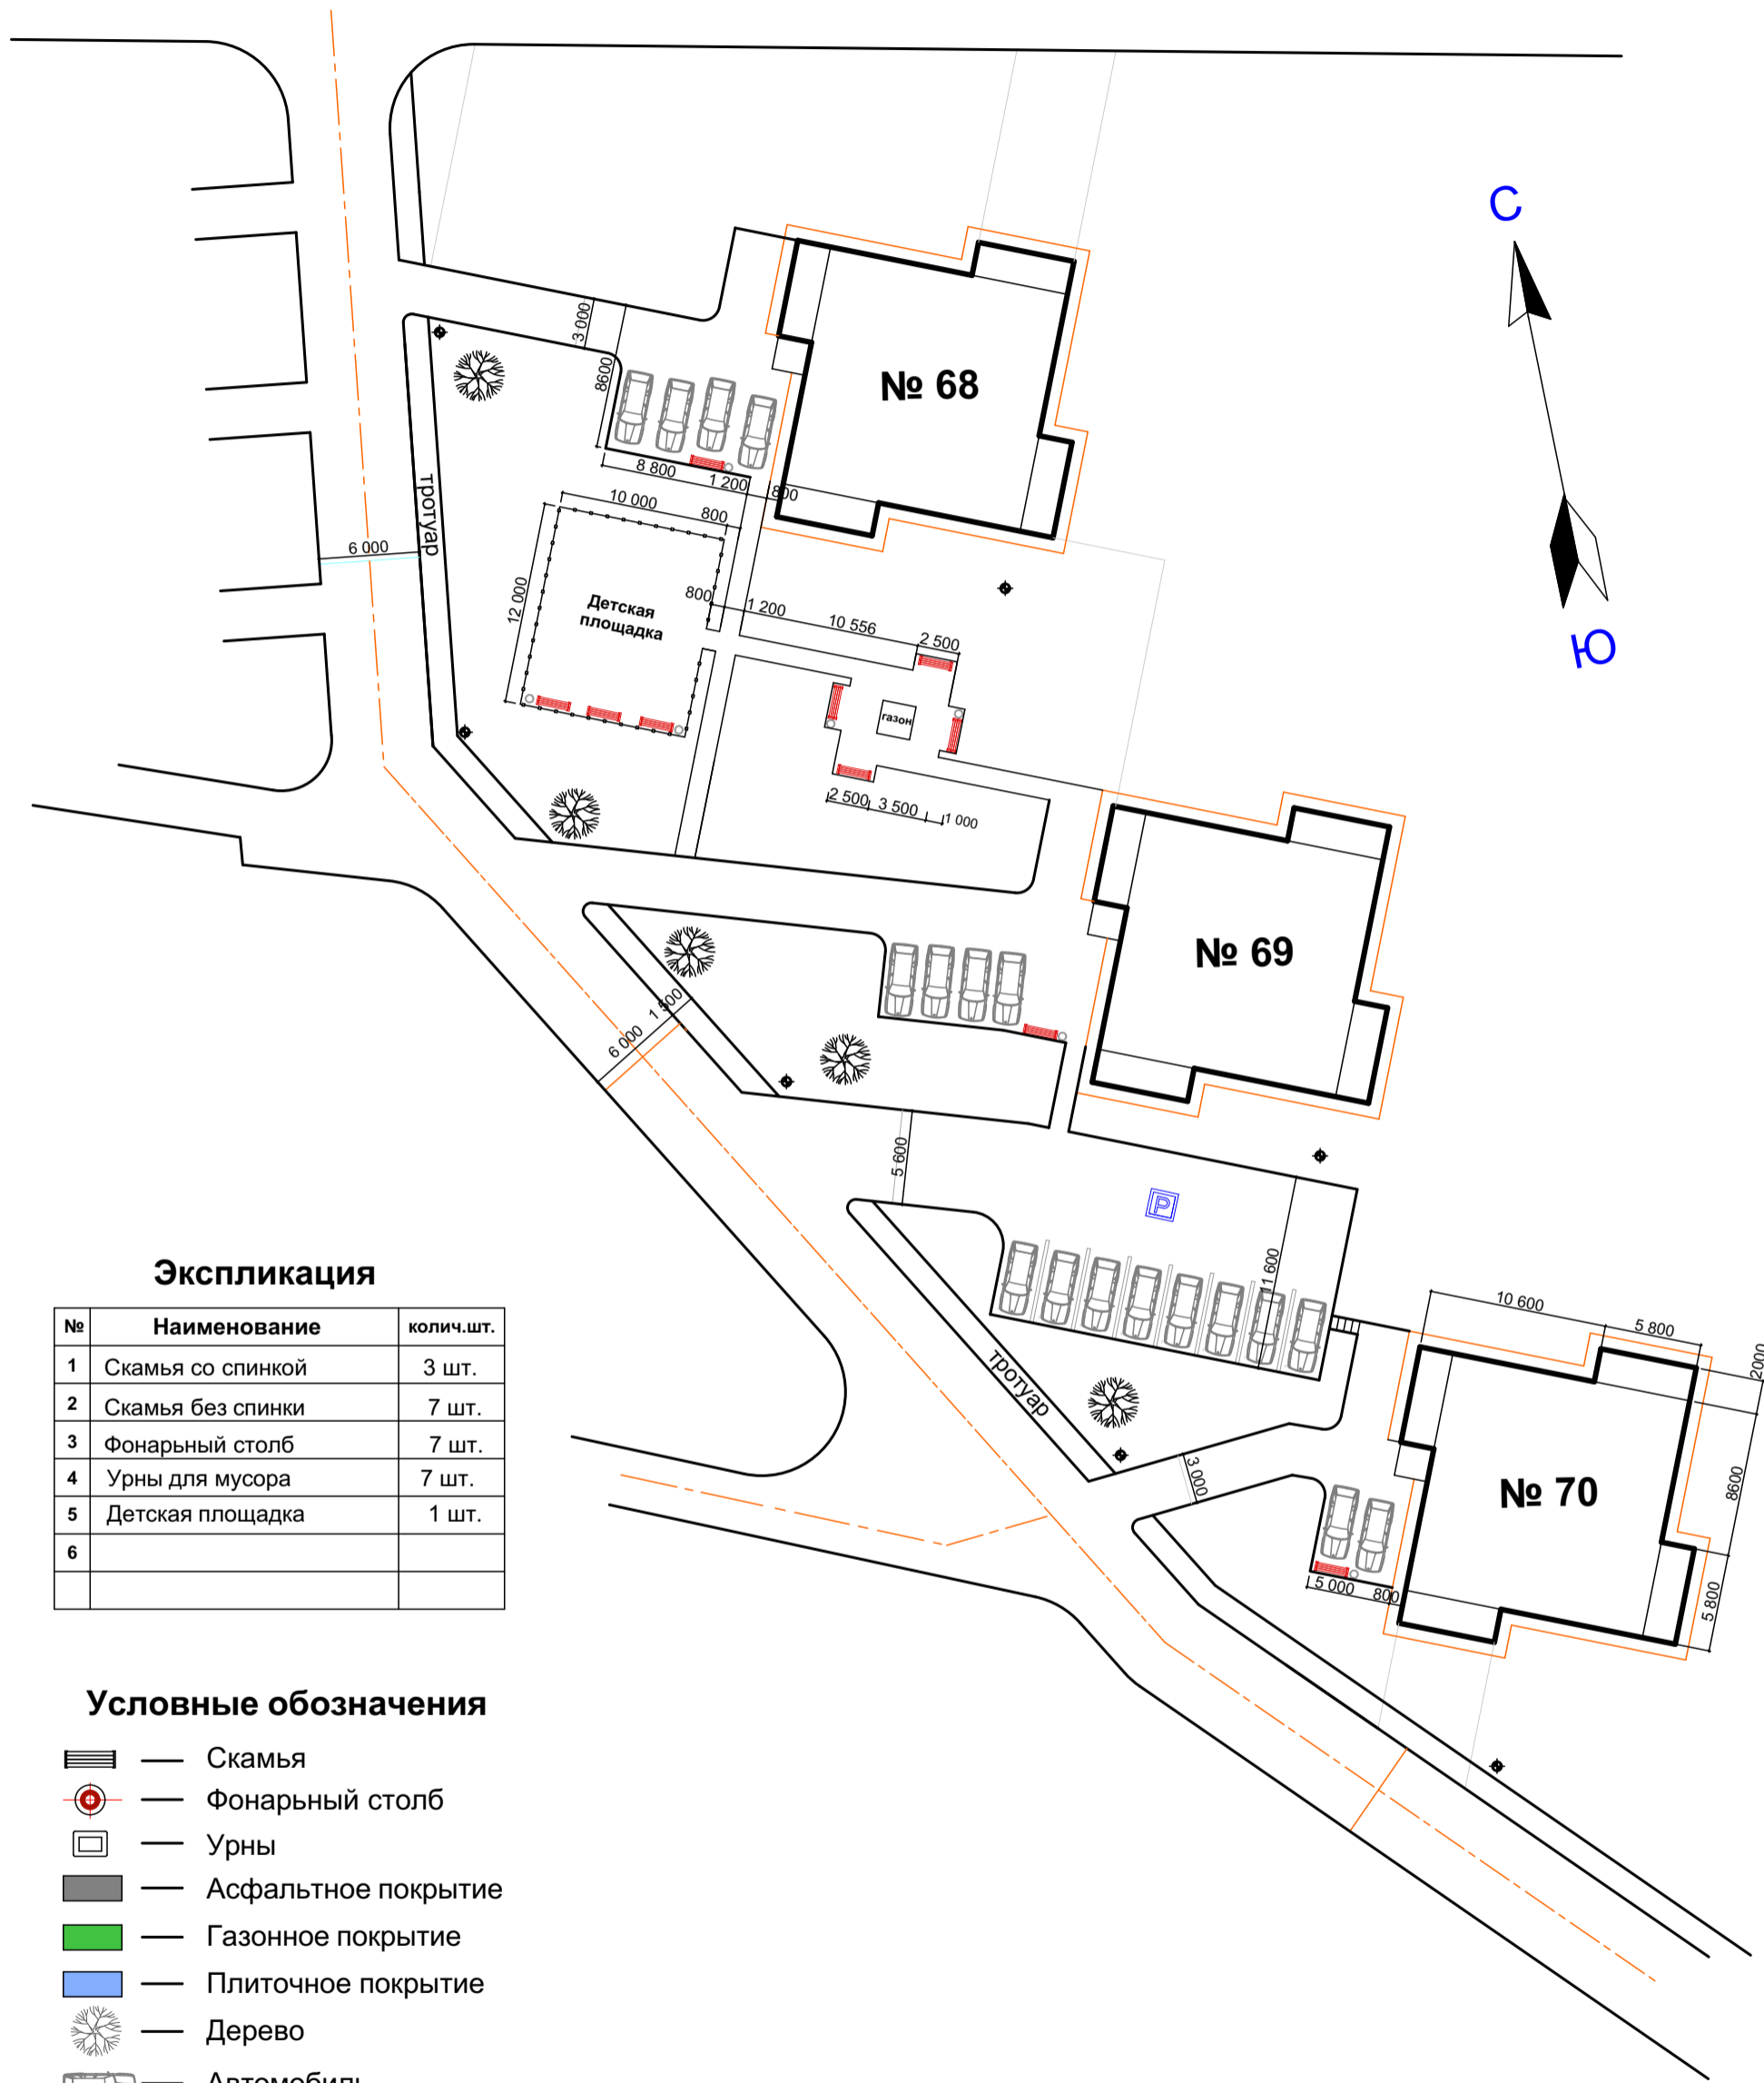 С
Ю
№ 68
3 000
8600
8 800
1 200
800
тротуар
10 000
800
6 000
12 000
Детская
площадка
800
1 200
10 556
2 500
газон
2 500
3 500
1 000
№ 69
1 500
6 000
5 600
P
11 600
тротуар
10 600
5 800
2000
8600
5 800
№ 70
3 000
5 000
800
Экспликация
№ Наименование колич.шт.
1 Скамья со спинкой 3 шт.
2 Скамья без спинки 7 шт.
3 Фонарьный столб 7 шт.
4 Урны для мусора 7 шт.
5 Детская площадка 1 шт.
6
Условные обозначения
Скамья
Фонарьный столб
Урны
Асфальтное покрытие
Газонное покрытие
Плиточное покрытие
Дерево
Автомобиль